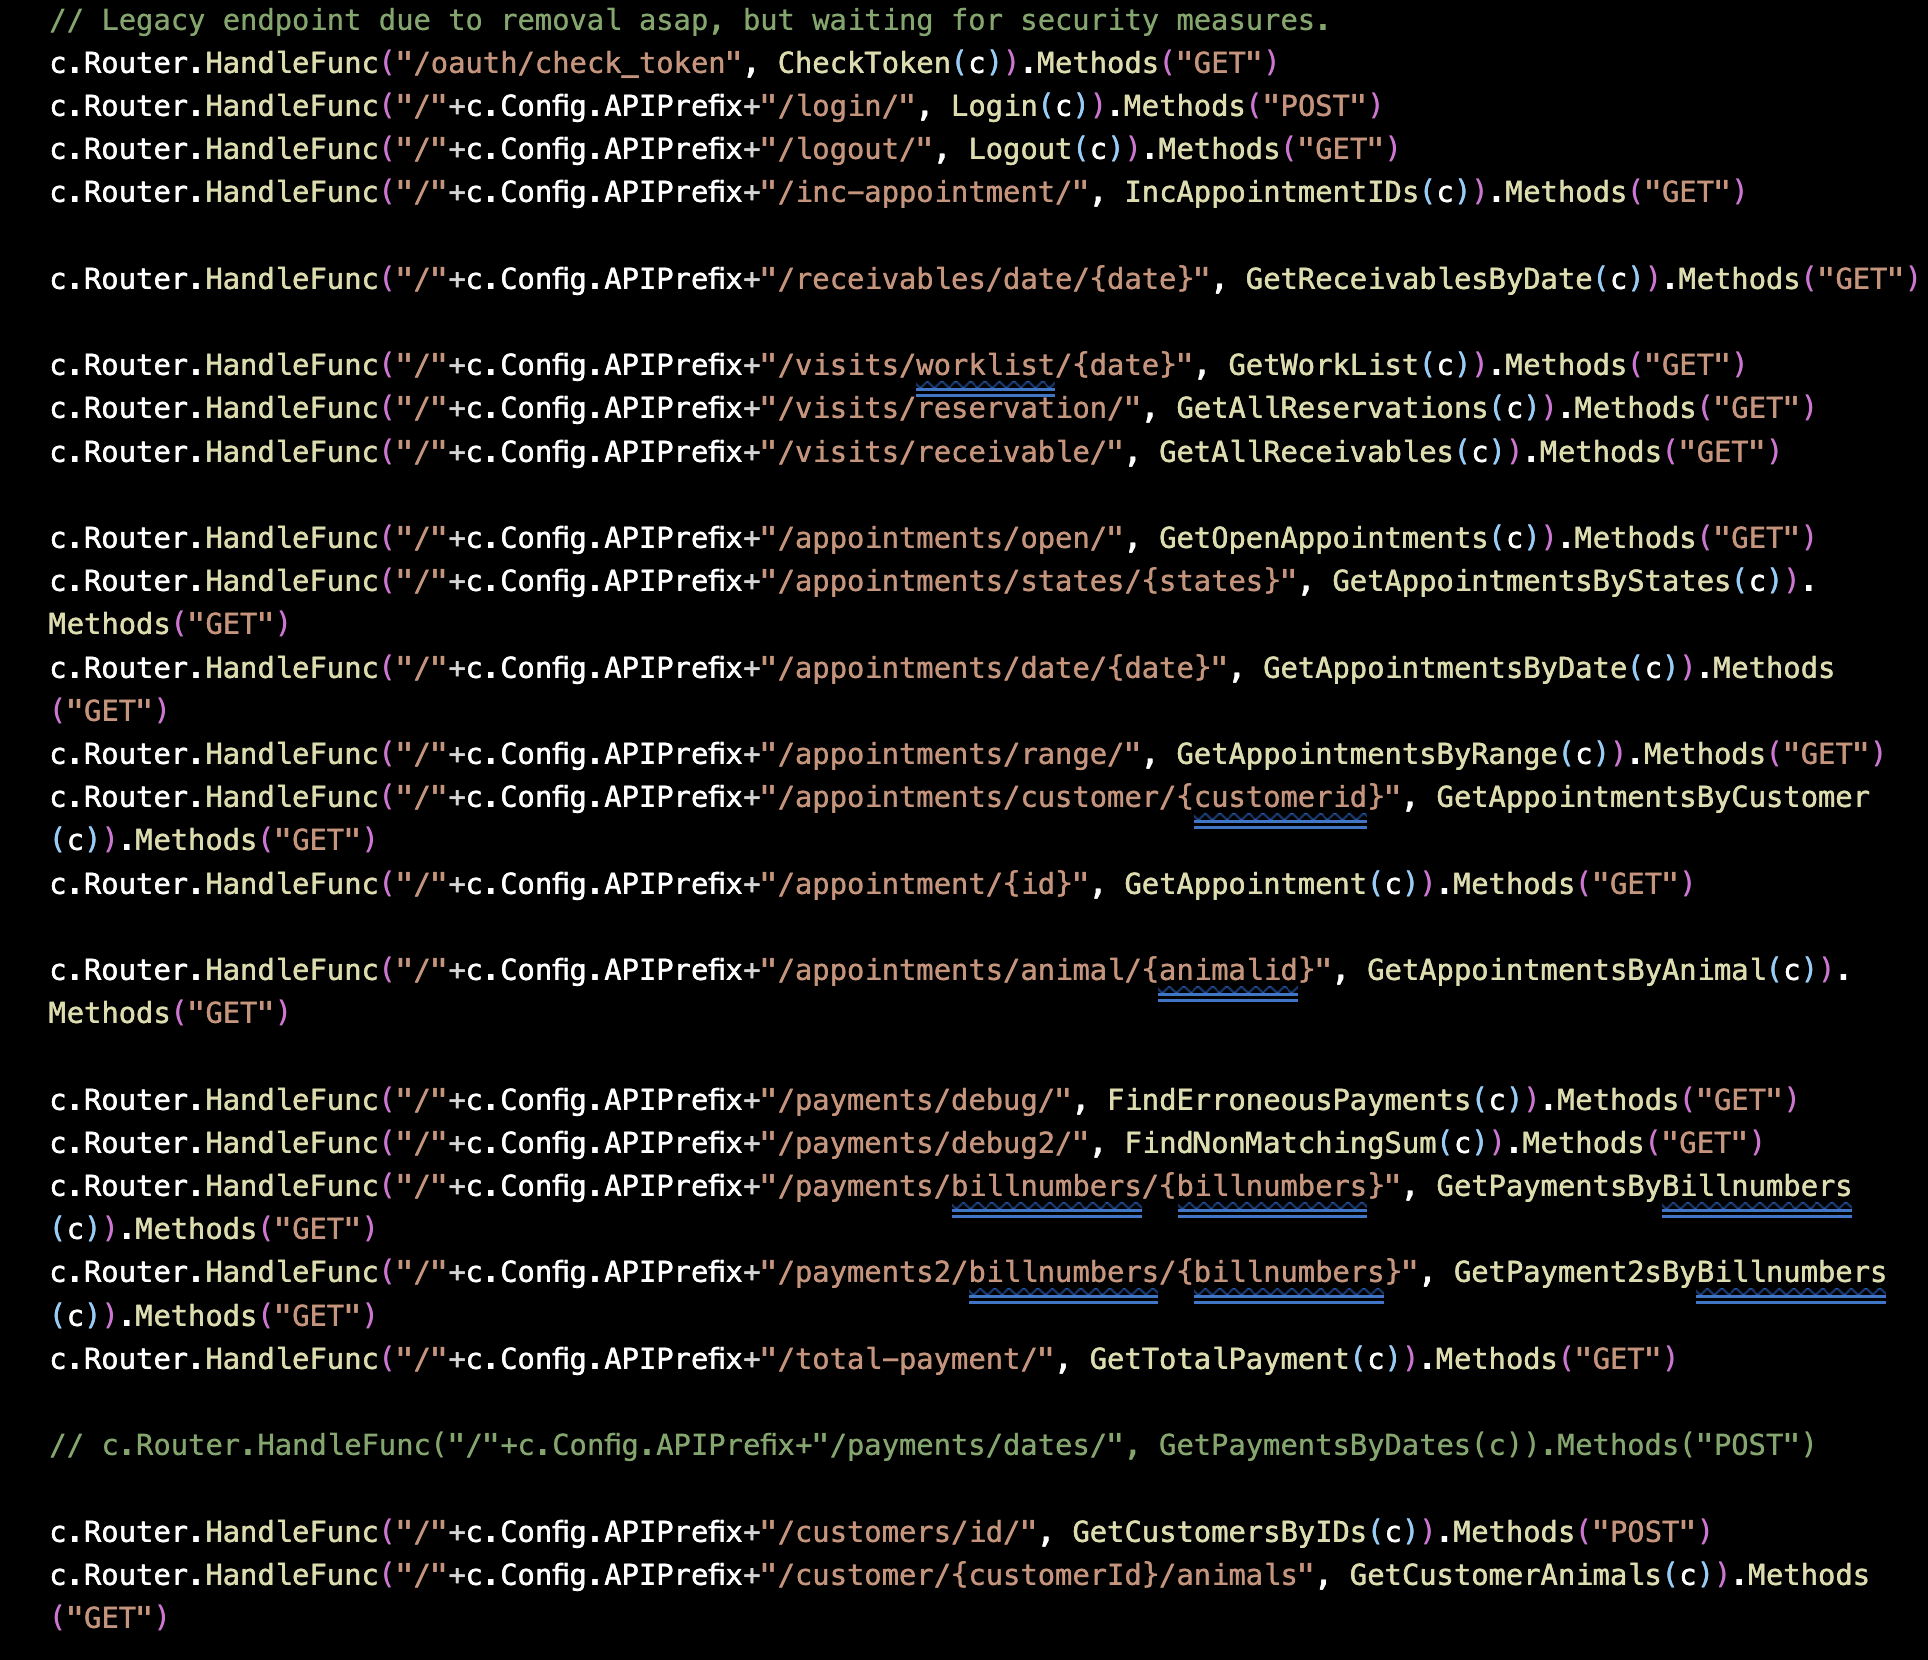 // Legacy endpoint due to removal asap, but waiting for security measures.
c.Router.HandleFunc("/oauth/check_token", CheckToken(c)).Methods("GET")
c.Router.HandleFunc("/"+c.Config.APIPrefix+"/login/", Login(c)).Methods("POST")
c.Router.HandleFunc("/"+c.Config.APIPrefix+"/logout/", Logout(c)).Methods("GET")
c.Router.HandleFunc("/"+c.Config.APIPrefix+"/inc-appointment/", IncAppointmentIDs(c)).Methods("GET")
c.Router.HandleFunc("/"+c.Config.APIPrefix+"/receivables/date/{date}", GetReceivablesByDate(c)).Methods("GET")
c.Router.HandleFunc("/"+c.Config.APIPrefix+"/visits/worklist/{date}", GetWorkList(c)).Methods("GET")
c.Router.HandleFunc("/"+c.Config.APIPrefix+"/visits/reservation/", GetAllReservations(c)).Methods("GET")
c.Router.HandleFunc("/"+c.Config.APIPrefix+"/visits/receivable/", GetAllReceivables(c)).Methods("GET")
c.Router.HandleFunc("/"+c.Config.APIPrefix+"/appointments/open/", GetOpenAppointments(c)).Methods("GET")
c.Router.HandleFunc("/"+c.Config.APIPrefix+"/appointments/states/{states}", GetAppointmentsByStates(c)).
Methods("GET")
c.Router.HandleFunc("/"+c.Config.APIPrefix+"/appointments/date/{date}", GetAppointmentsByDate(c)).Methods
("GET")
c.Router.HandleFunc("/"+c.Config.APIPrefix+"/appointments/range/", GetAppointmentsByRange(c)).Methods("GET")
c.Router.HandleFunc("/"+c.Config.APIPrefix+"/appointments/customer/{customerid}", GetAppointmentsByCustomer
(c)).Methods("GET")
c.Router.HandleFunc("/"+c.Config.APIPrefix+"/appointment/{id}", GetAppointment(c)).Methods("GET")
c.Router.HandleFunc("/"+c.Config.APIPrefix+"/appointments/animal/{animalid}", GetAppointmentsByAnimal(c)).
Methods("GET")
c.Router.HandleFunc("/"+c.Config.APIPrefix+"/payments/debug/", FindErroneousPayments(c)).Methods("GET")
c.Router.HandleFunc("/"+c.Config.APIPrefix+"/payments/debug2/", FindNonMatchingSum(c)).Methods("GET")
c.Router.HandleFunc("/"+c.Config.APIPrefix+"/payments/billnumbers/{billnumbers}", GetPaymentsByBillnumbers
(c)).Methods("GET")
c.Router.HandleFunc("/"+c.Config.APIPrefix+"/payments2/billnumbers/{billnumbers}", GetPayment2sByBillnumbers
(c)).Methods("GET")
c.Router.HandleFunc("/"+c.Config.APIPrefix+"/total-payment/", GetTotalPayment(c)).Methods("GET")
// c.Router.HandleFunc("/"+c.Config.APIPrefix+"/payments/dates/", GetPaymentsByDates(c)).Methods("POST")
c.Router.HandleFunc("/"+c.Config.APIPrefix+"/customers/id/", GetCustomersByIDs(c)).Methods("POST")
c.Router.HandleFunc("/"+c.Config.APIPrefix+"/customer/{customerId}/animals", GetCustomerAnimals(c)).Methods
("GET")